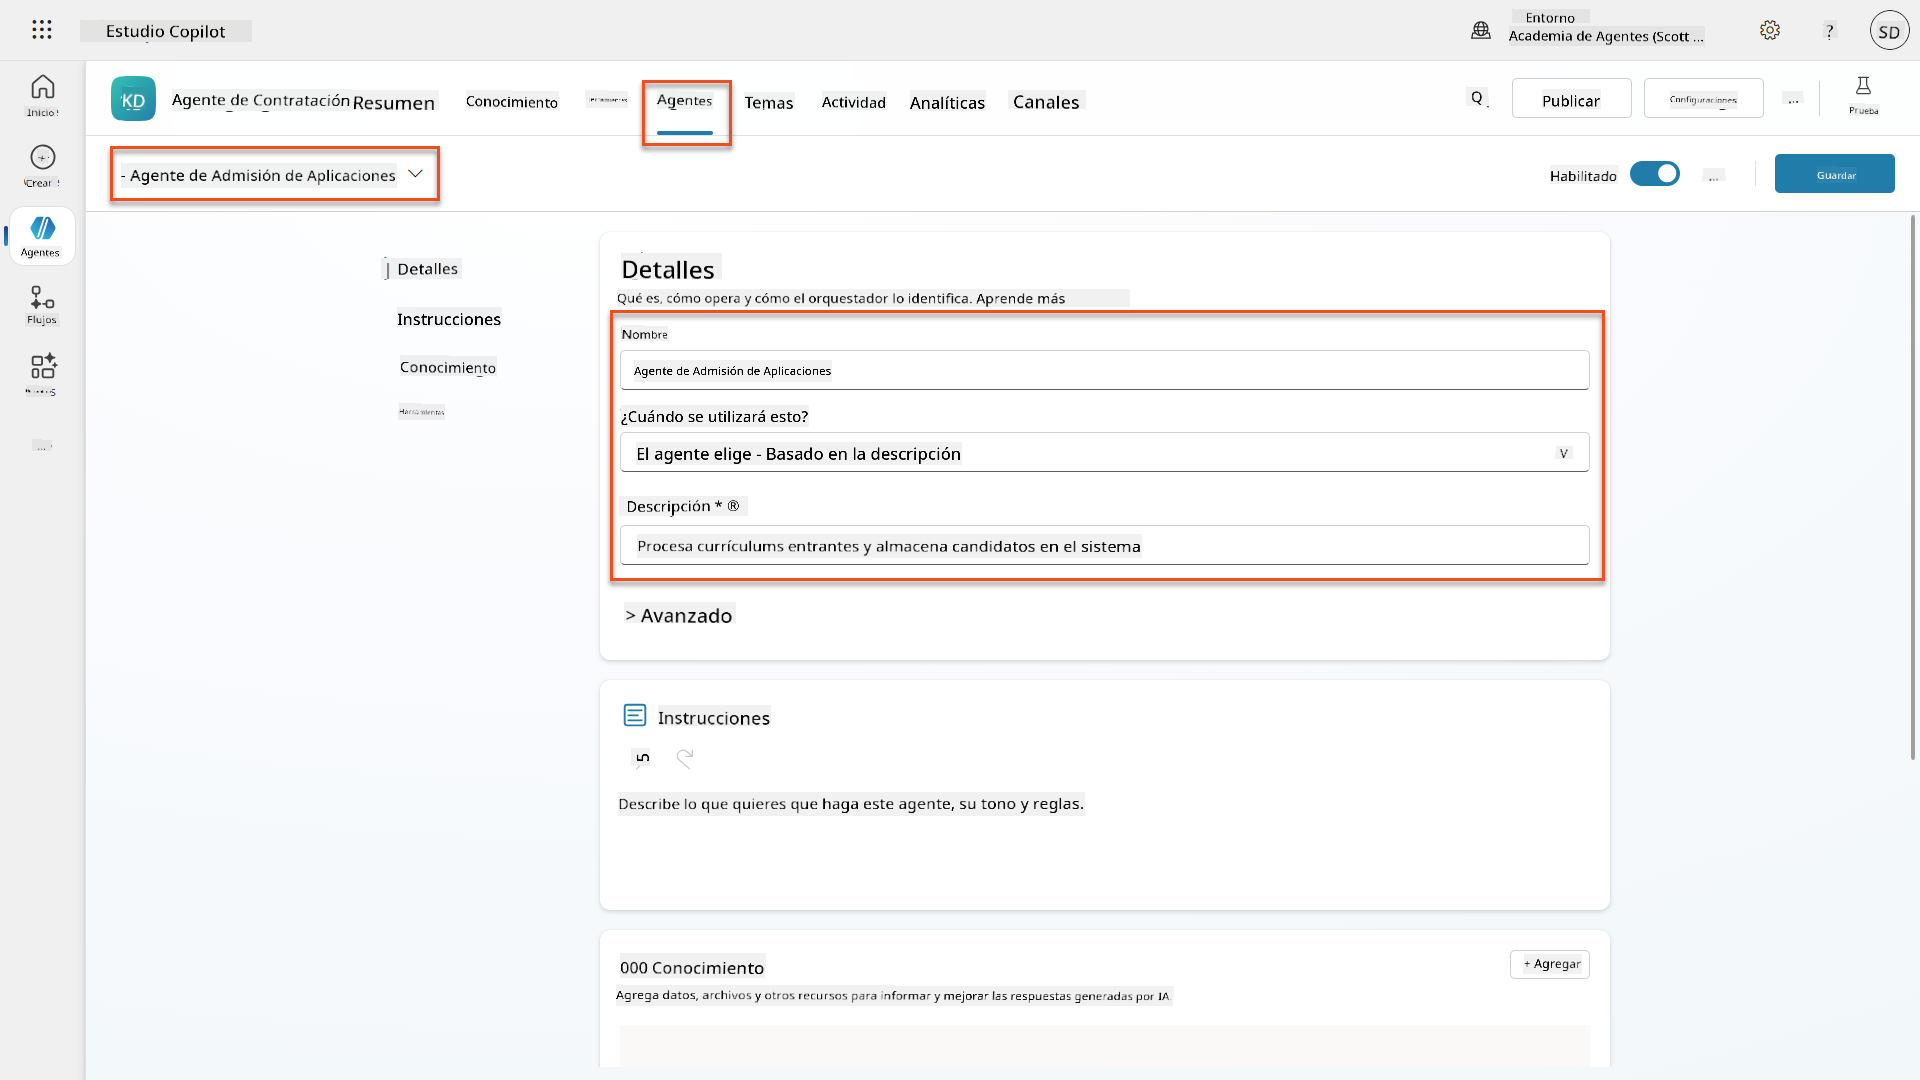 Estudio Copilot
Entorno
Academia de Agentes (Scott ...
?
SD
Inicio
Crear
Agentes
Flujos
...
KD
Agente de Contratación
Resumen
Conocimiento
Agentes
Temas
Actividad
Analíticas
Canales
Q
Publicar
Configuraciones
...
Prueba
- Agente de Admisión de Aplicaciones
Habilitado
...
Guardar
| Detalles
Instrucciones
Conocimiento
Herramientas
Detalles
Qué es, cómo opera y cómo el orquestador lo identifica. Aprende más
Nombre
Agente de Admisión de Aplicaciones
¿Cuándo se utilizará esto?
El agente elige - Basado en la descripción
V
Descripción * ®
Procesa currículums entrantes y almacena candidatos en el sistema
> Avanzado
Instrucciones
5
Describe lo que quieres que haga este agente, su tono y reglas.
000 Conocimiento
+ Agregar
Agrega datos, archivos y otros recursos para informar y mejorar las respuestas generadas por IA.